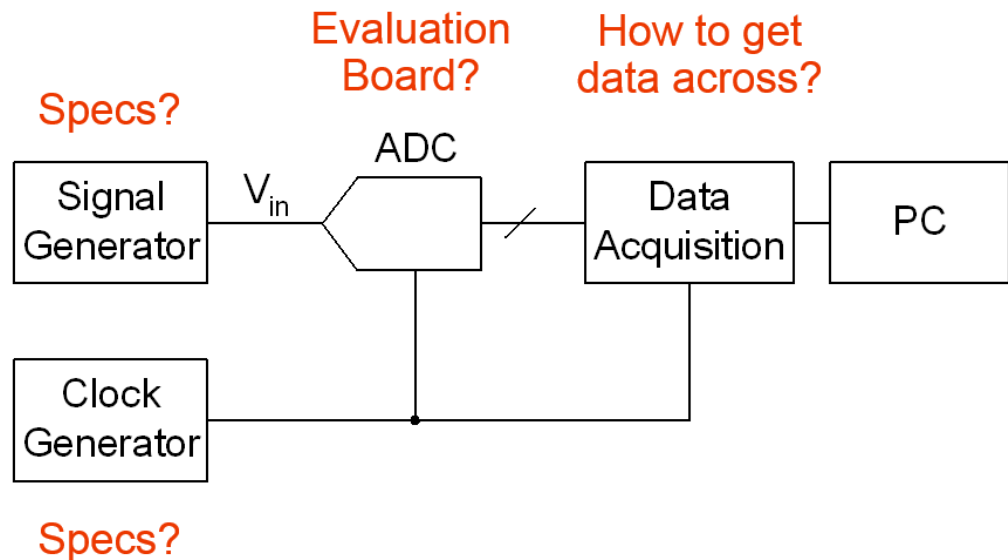 Evaluation
Board?
How to get
data across?
Specs?
ADC
Signal
Generator
Vin
Data
Acquisition
PC
Clock
Generator
Specs?